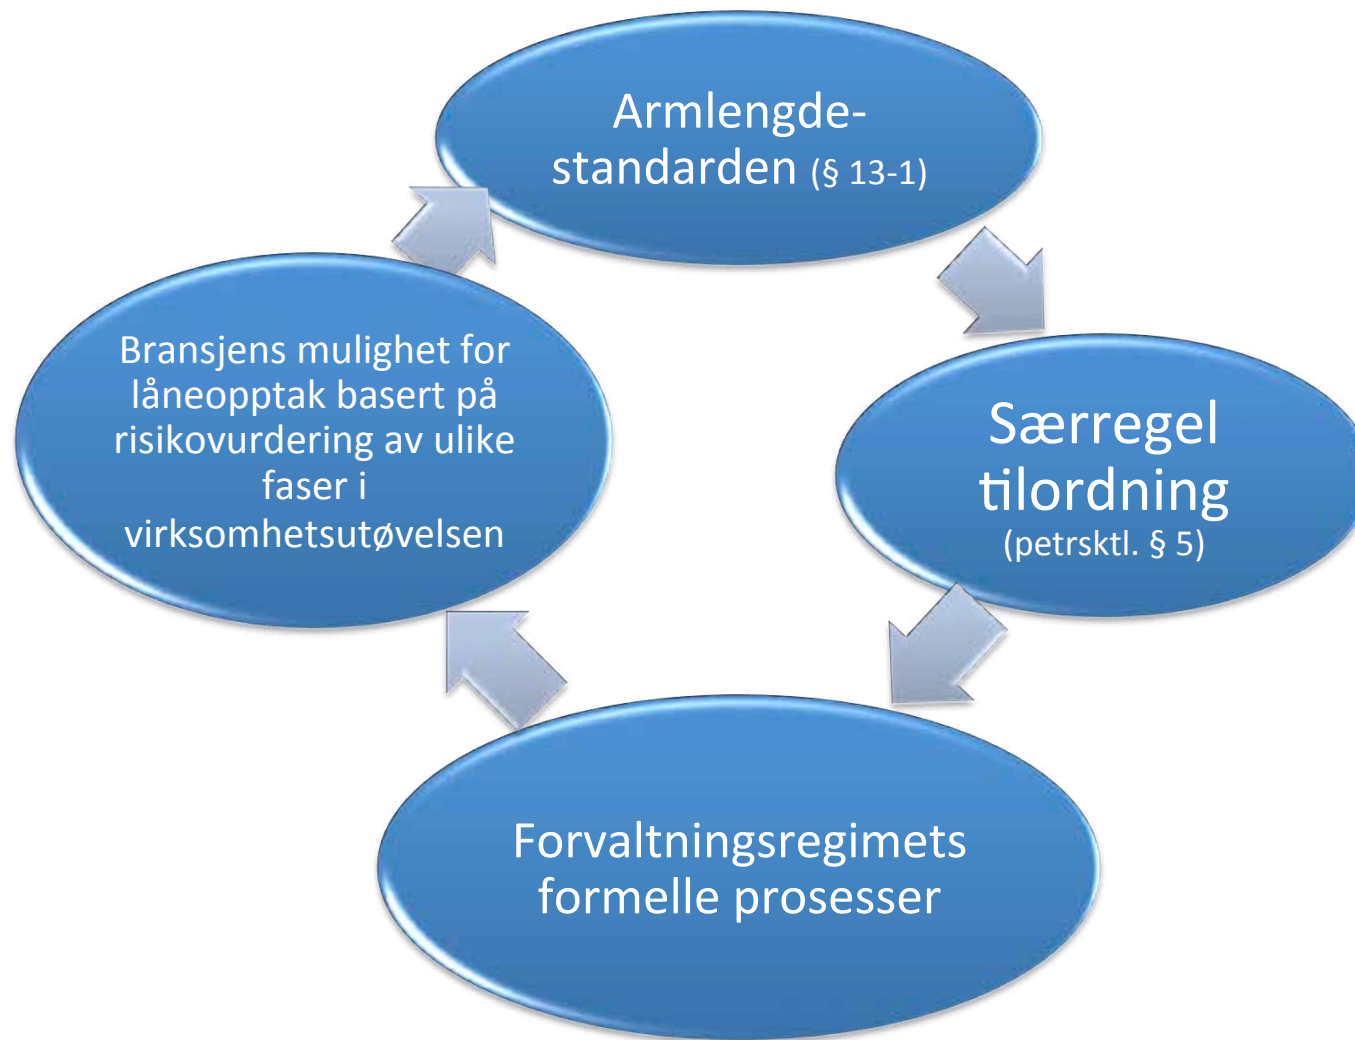 Armlengde-
standarden (§ 13-1)
Særregel
tilordning
(petrsktl. § 5)
Forvaltningsregimets
formelle prosesser
Bransjens mulighet for
låneopptak basert på
risikovurdering av ulike
faser i
virksomhetsutøvelsen